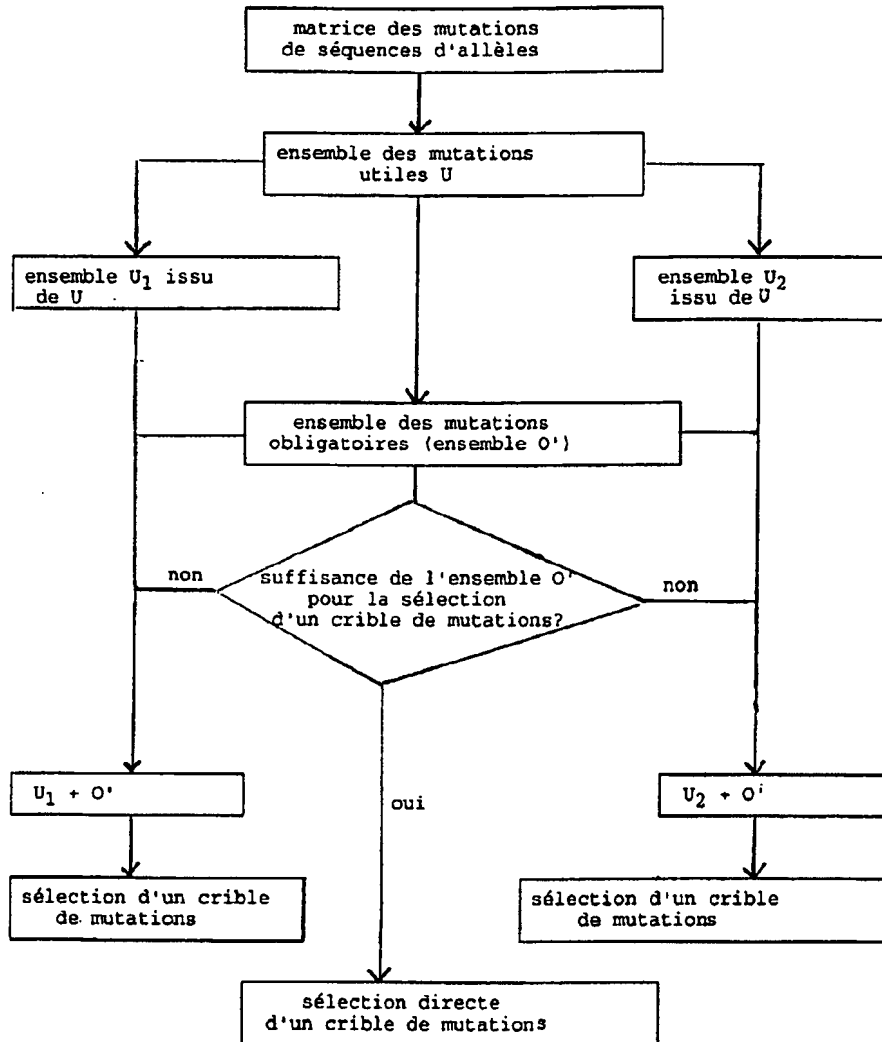 matrice des mutations
de séquences d'allèles
ensemble des mutations
utiles U
ensemble U1 issu
de U
ensemble U2
issu de U
ensemble des mutations
obligatoires (ensemble O')
non
suffisance de l'ensemble O'
pour la sélection
d'un crible de mutations?
non
U1 + O'
oui
U2 + O'
sélection d'un crible
de mutations
sélection d'un crible
de mutations
sélection directe
d'un crible de mutations